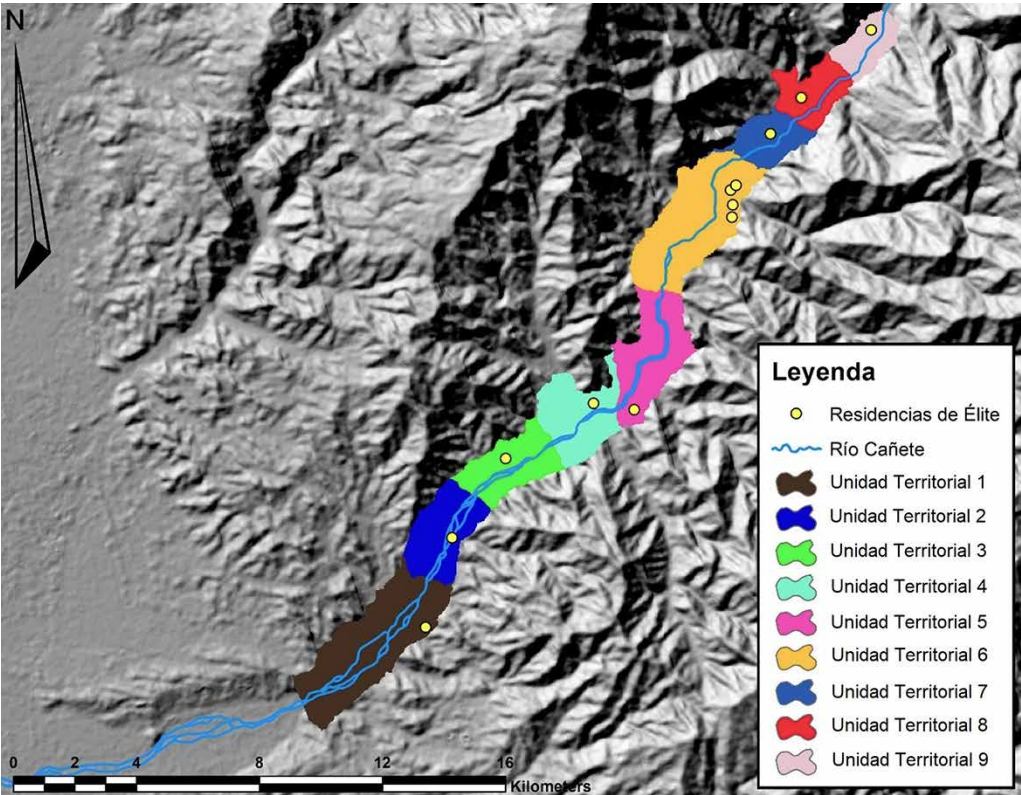 N
Leyenda
Residencias de Élite
Río Cañete
Unidad Territorial 1
Unidad Territorial 2
Unidad Territorial 3
Unidad Territorial 4
Unidad Territorial 5
Unidad Territorial 6
Unidad Territorial 7
Unidad Territorial 8
Unidad Territorial 9
0 2 4 8 12 16
Kilometers